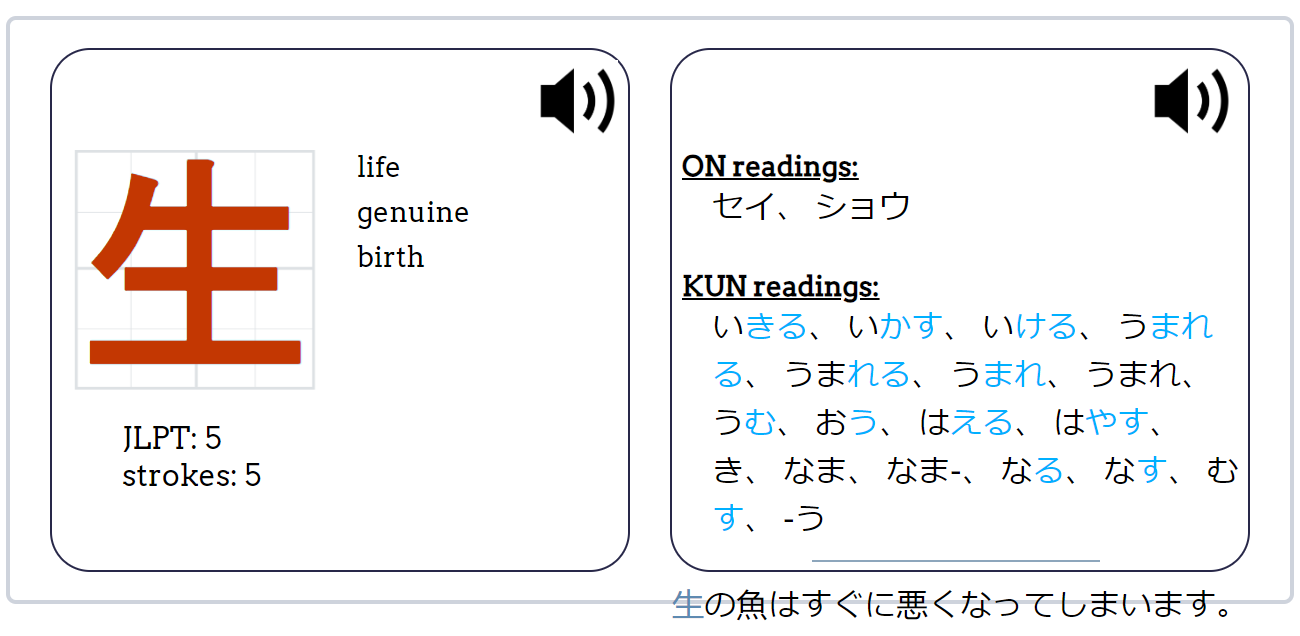 生
life
genuine
birth
JLPT: 5
strokes: 5
ON readings:
セイ、 ショウ
KUN readings:
いきる、 いかす、 いける、 うまれ
る、 うまれる、 うまれ、 うまれ、
うむ、 おう、 はえる、 はやす、
き、 なま、 なま-、 なる、 なす、 む
す、 -う
生の魚はすぐに悪くなってしまいます。